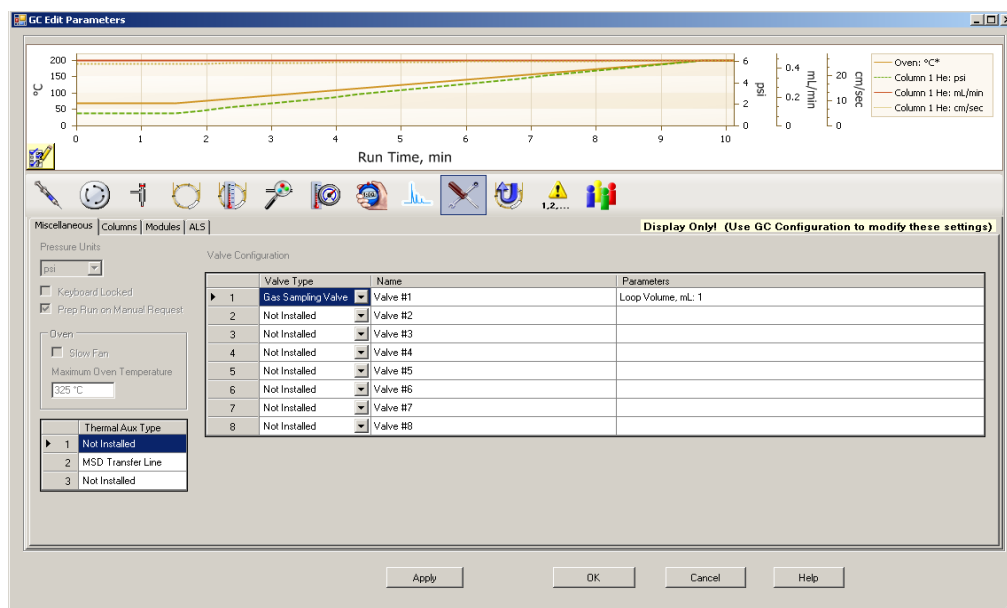 GC Edit Parameters
200
150
100
50
0
°C
0 1 2 3 4 5 6 7 8 9 10
Run Time, min
6
4
2
0
psi
0.4
0.2
0
mL/min
20
10
0
cm/sec
Oven: °C*
Column 1 He: psi
Column 1 He: mL/min
Column 1 He: cm/sec
1,2,...
Miscellaneous Columns Modules ALS
Display Only! (Use GC Configuration to modify these settings)
Pressure Units
psi
Keyboard Locked
Prep Run on Manual Request
Oven
Slow Fan
Maximum Oven Temperature
325 °C
Thermal Aux Type
1 Not Installed
2 MSD Transfer Line
3 Not Installed
Valve Configuration
Valve Type Name Parameters
1 Gas Sampling Valve Valve #1 Loop Volume, mL: 1
2 Not Installed Valve #2
3 Not Installed Valve #3
4 Not Installed Valve #4
5 Not Installed Valve #5
6 Not Installed Valve #6
7 Not Installed Valve #7
8 Not Installed Valve #8
Apply OK Cancel Help